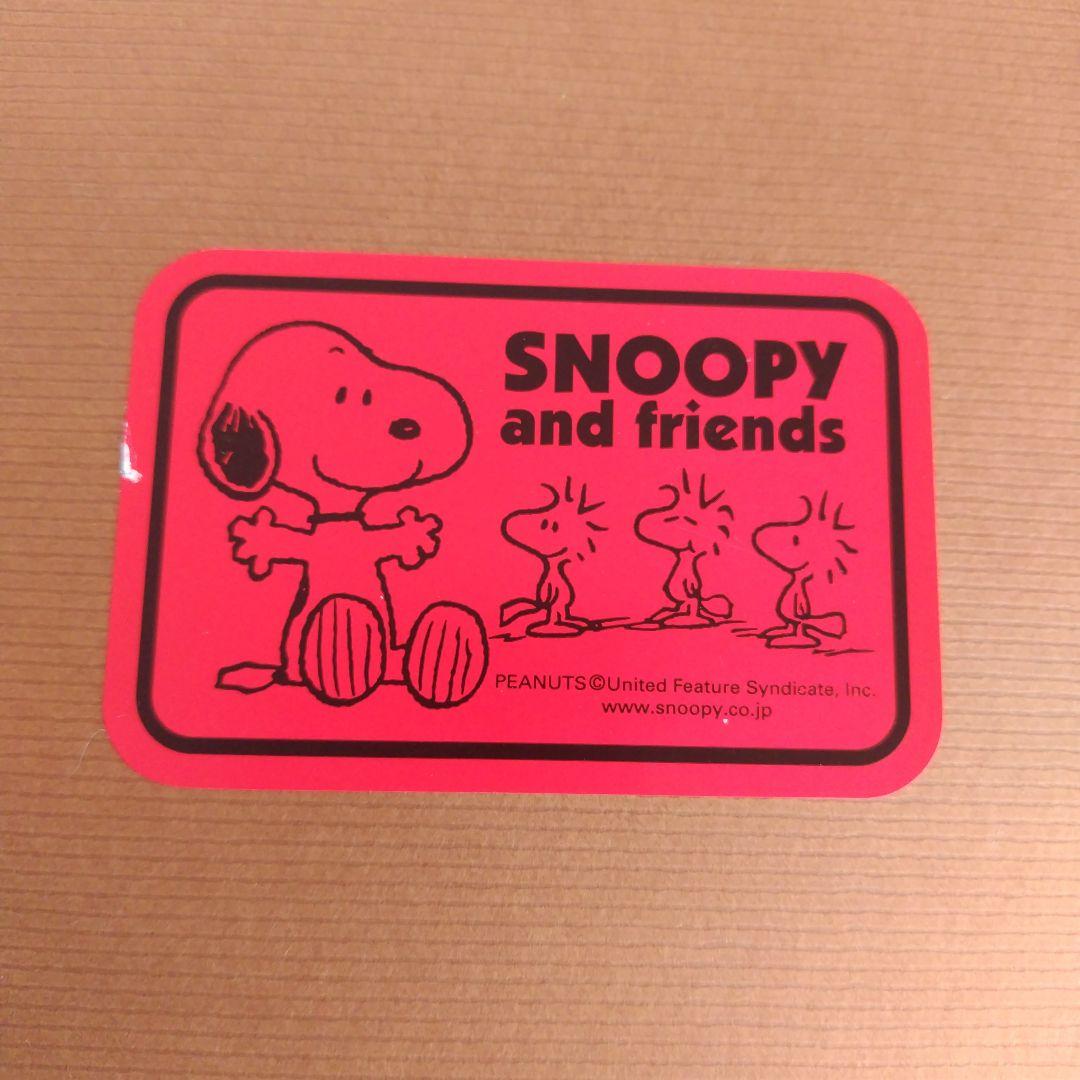 SNOOPY
and friends
PEANUTS©United Feature Syndicate, Inc.
www.snoopy.co.jp